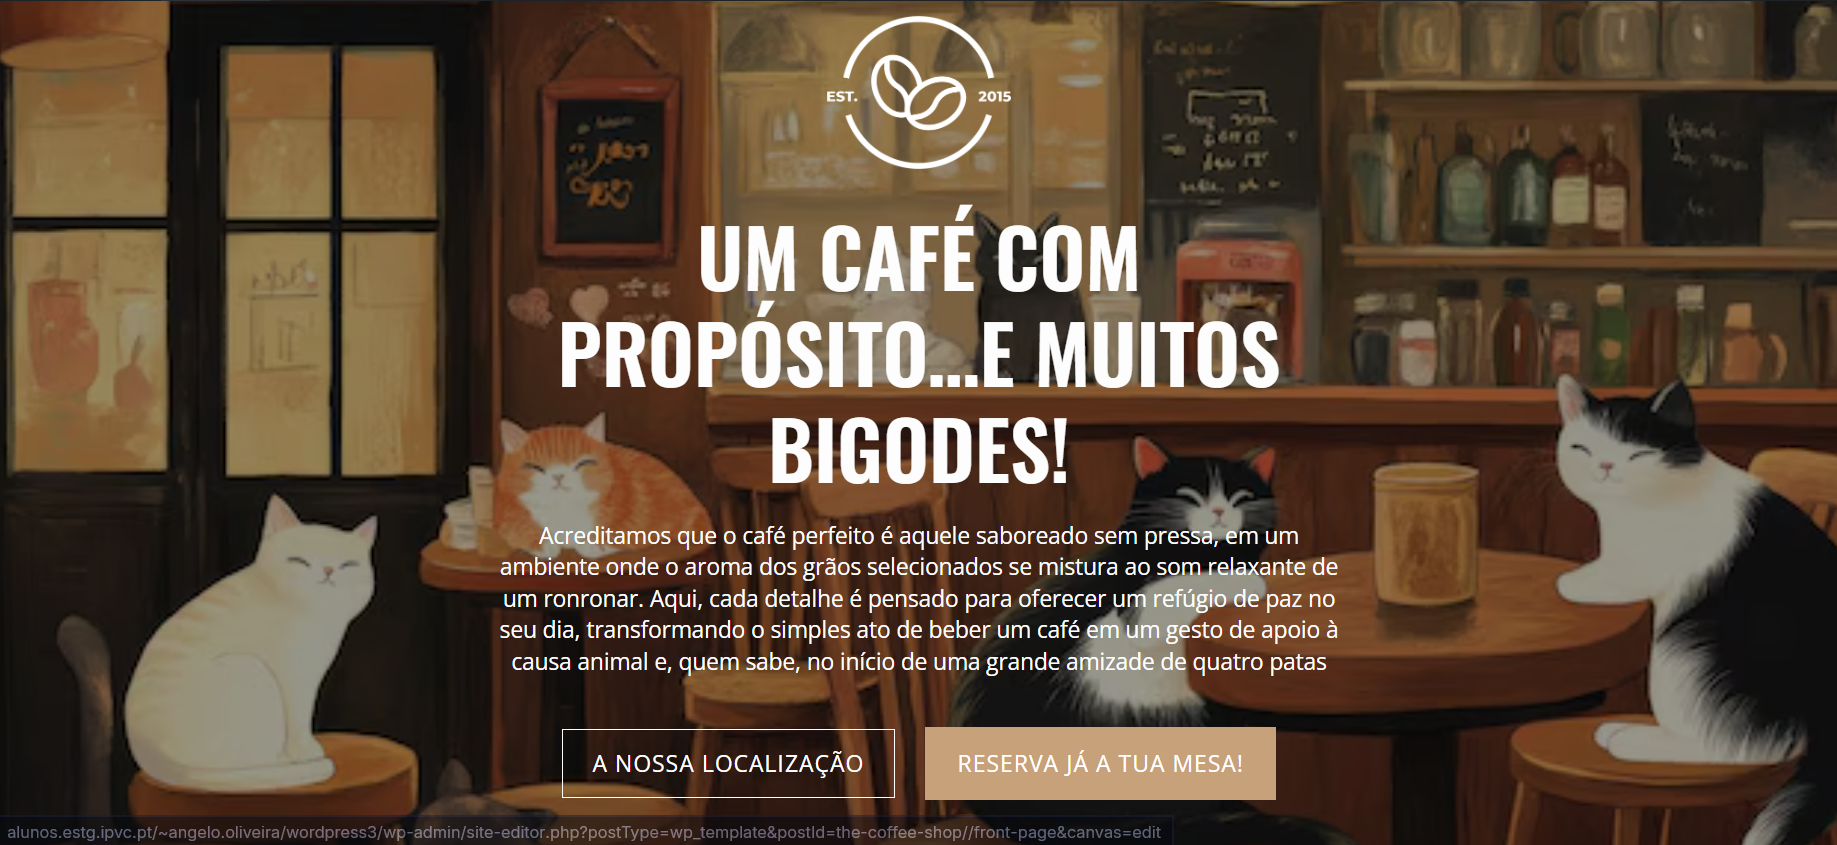 EST. 2015
UM CAFÉ COM
PROPÓSITO...E MUITOS
BIGODES!
Acreditamos que o café perfeito é aquele saboreado sem pressa, em um
ambiente onde o aroma dos grãos selecionados se mistura ao som relaxante de
um ronronar. Aqui, cada detalhe é pensado para oferecer um refúgio de paz no
seu dia, transformando o simples ato de beber um café em um gesto de apoio à
causa animal e, quem sabe, no início de uma grande amizade de quatro patas
A NOSSA LOCALIZAÇÃO
RESERVA JÁ A TUA MESA!
alunos.estg.ipvc.pt/~angelo.oliveira/wordpress3/wp-admin/site-editor.php?postType=wp_template&postId=the-coffee-shop//front-page&canvas=edit